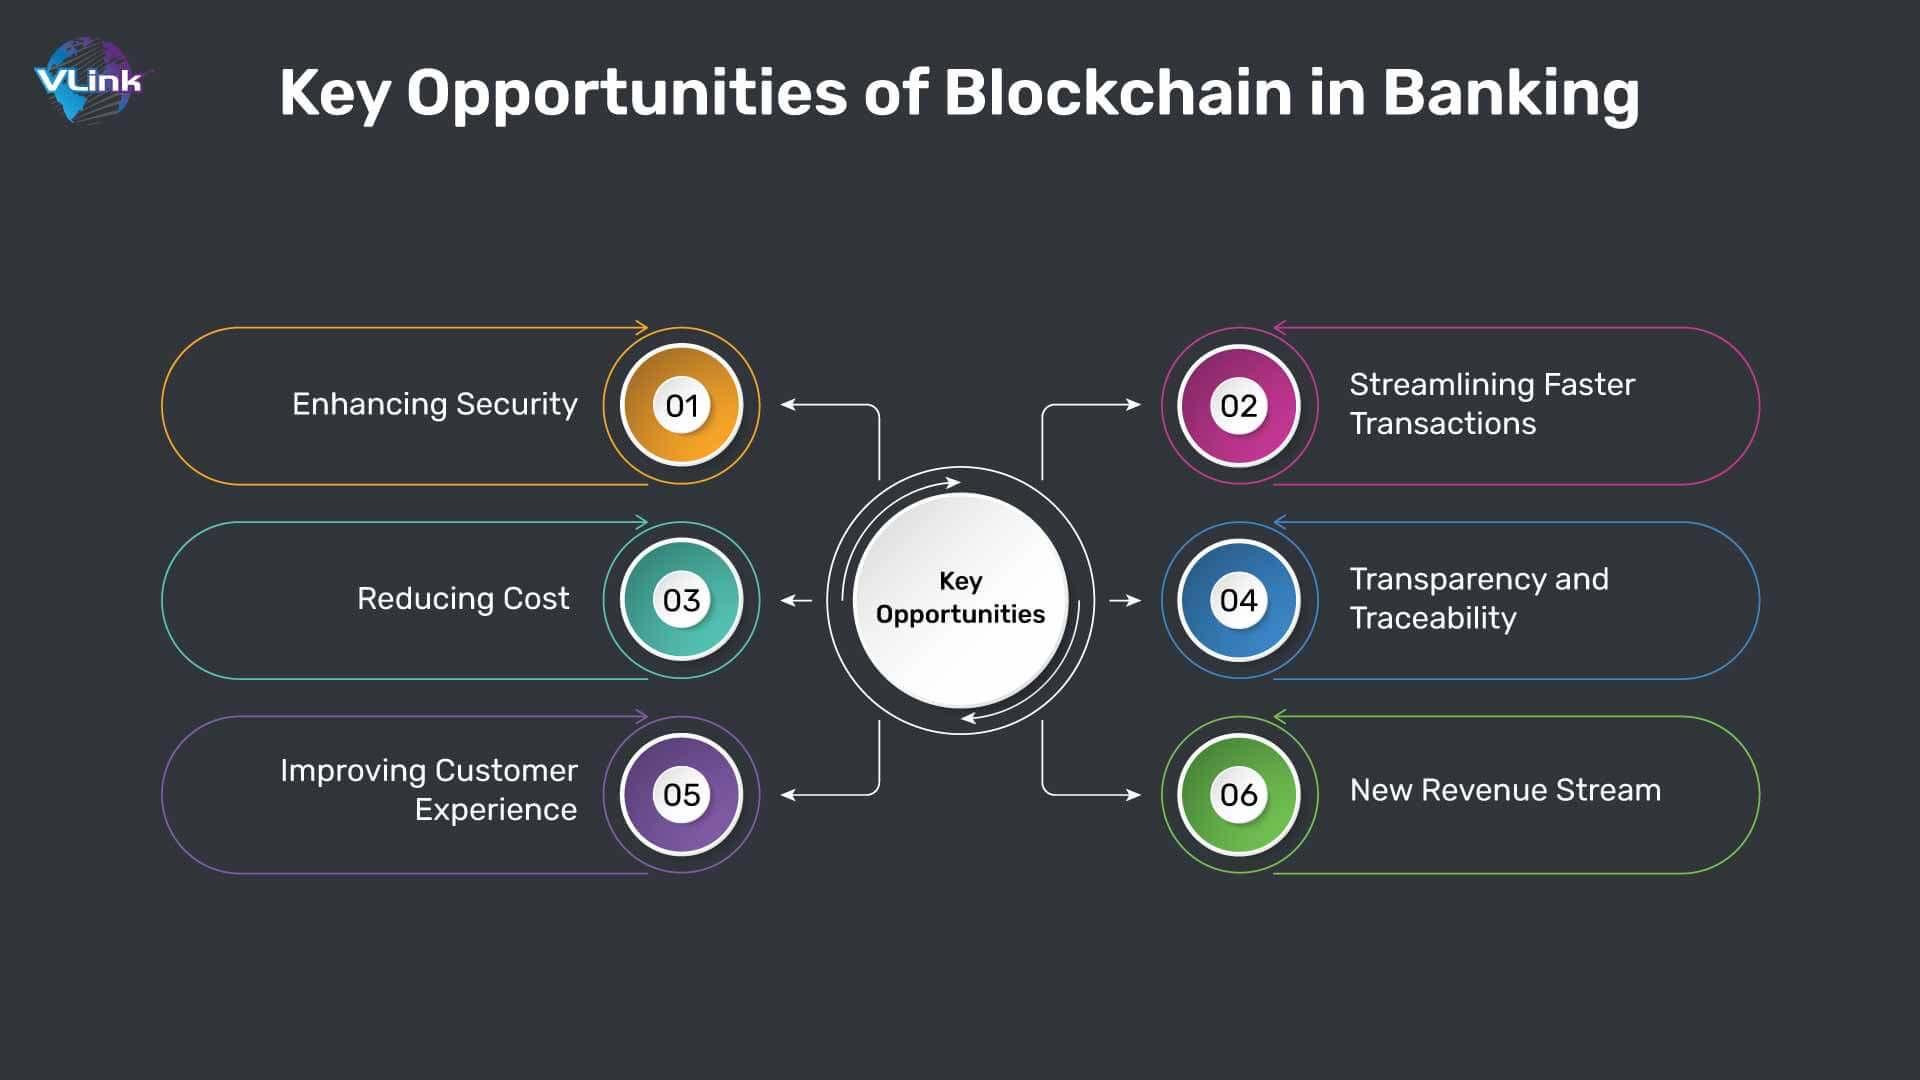 VLink
Key Opportunities of Blockchain in Banking
Enhancing Security
01
02
Streamlining Faster
Transactions
Reducing Cost
03
Key
Opportunities
04
Transparency and
Traceability
Improving Customer
Experience
05
06
New Revenue Stream